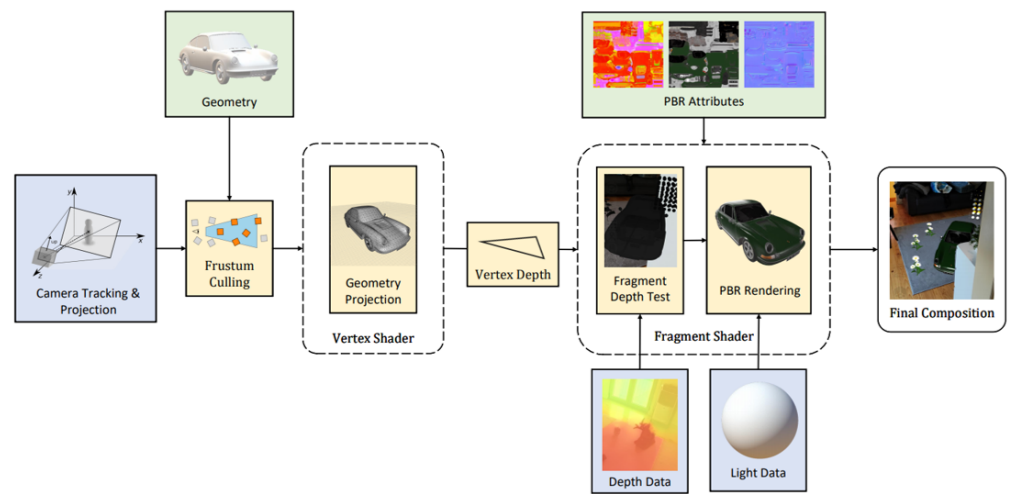 Geometry
PBR Attributes
y
x
z
Camera Tracking &
Projection
Frustum
Culling
Geometry
Projection
Vertex Shader
Vertex Depth
Fragment
Depth Test
PBR Rendering
Fragment Shader
Final Composition
Depth Data
Light Data